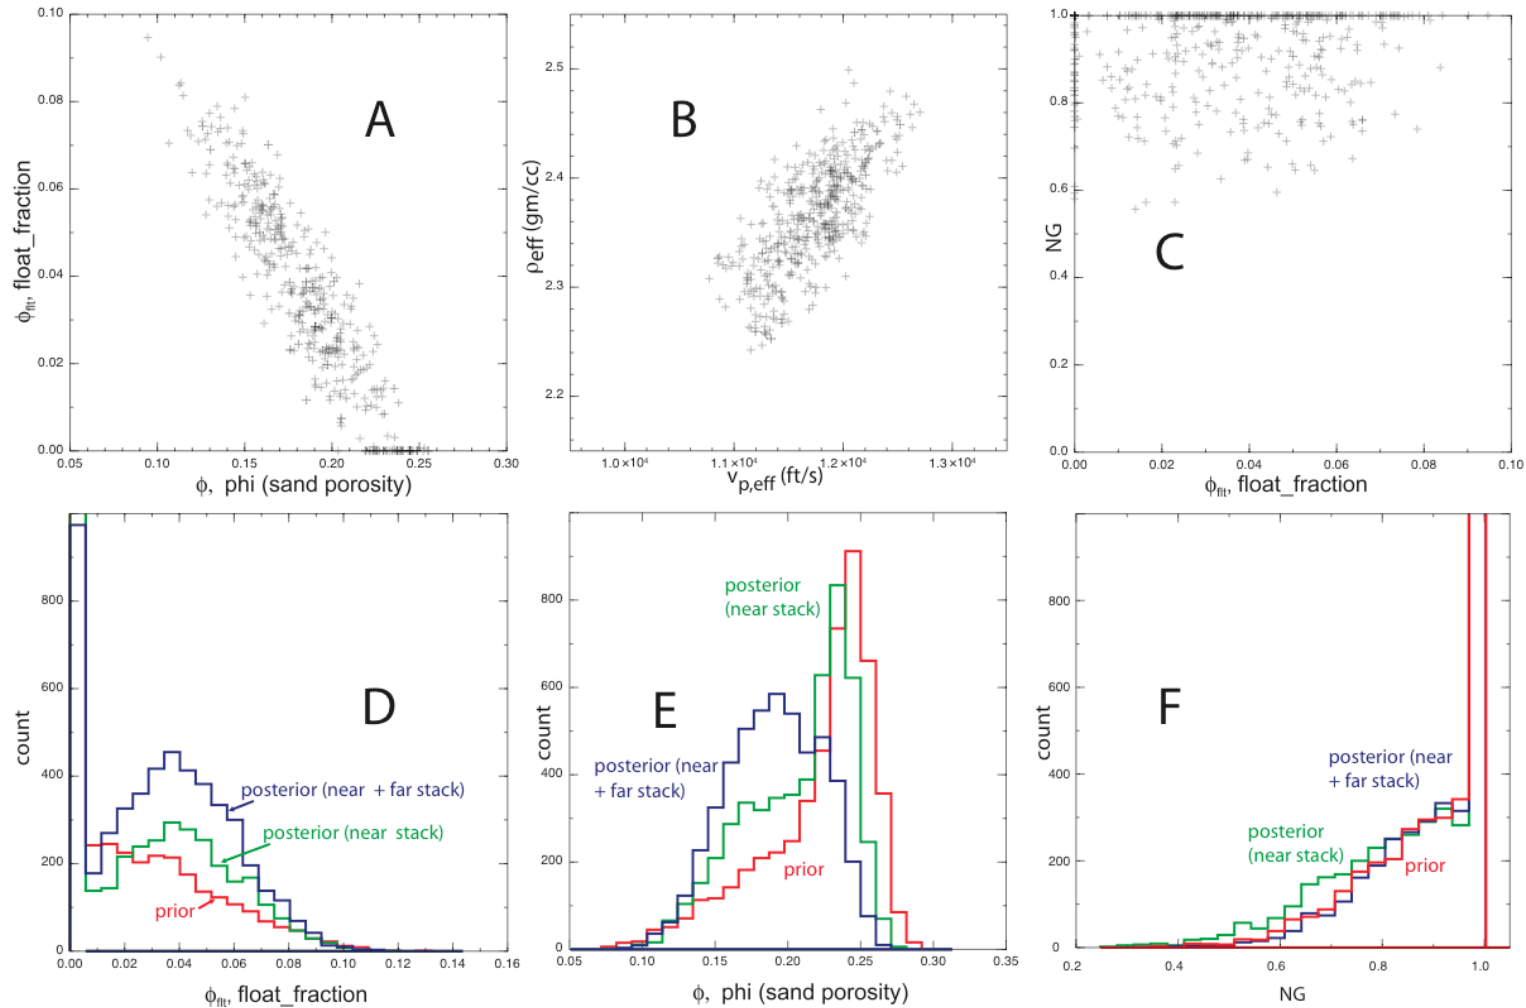 0.10
0.08
0.06
0.04
0.02
0.00
ϕflt, float_fraction
A
0.05
0.10
0.15
0.20
0.25
0.30
ϕ, phi (sand porosity)
2.5
2.4
2.3
2.2
ρeff (gm/cc)
B
1.0×10⁴
1.1×10⁴
1.2×10⁴
1.3×10⁴
vp,eff (ft/s)
1.0
0.8
0.6
0.4
0.2
0.0
NG
C
0.00
0.02
0.04
0.06
0.08
0.10
ϕflt, float_fraction
800
600
400
200
0
count
D
posterior (near + far stack)
posterior (near stack)
prior
0.00
0.02
0.04
0.06
0.08
0.10
0.12
0.14
0.16
ϕflt, float_fraction
800
600
400
200
0
count
E
posterior
(near stack)
posterior (near
+ far stack)
prior
0.05
0.10
0.15
0.20
0.25
0.30
0.35
ϕ, phi (sand porosity)
800
600
400
200
0
count
F
posterior (near
+ far stack)
posterior
(near stack)
prior
0.2
0.4
0.6
0.8
1.0
NG